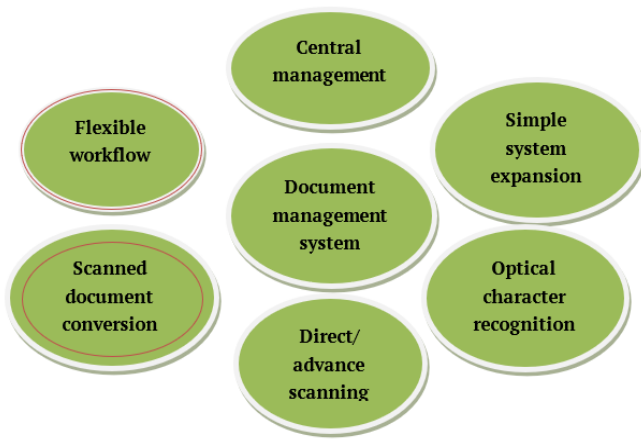 Central
management
Flexible
workflow
Simple
system
expansion
Document
management
system
Scanned
document
conversion
Optical
character
recognition
Direct/
advance
scanning